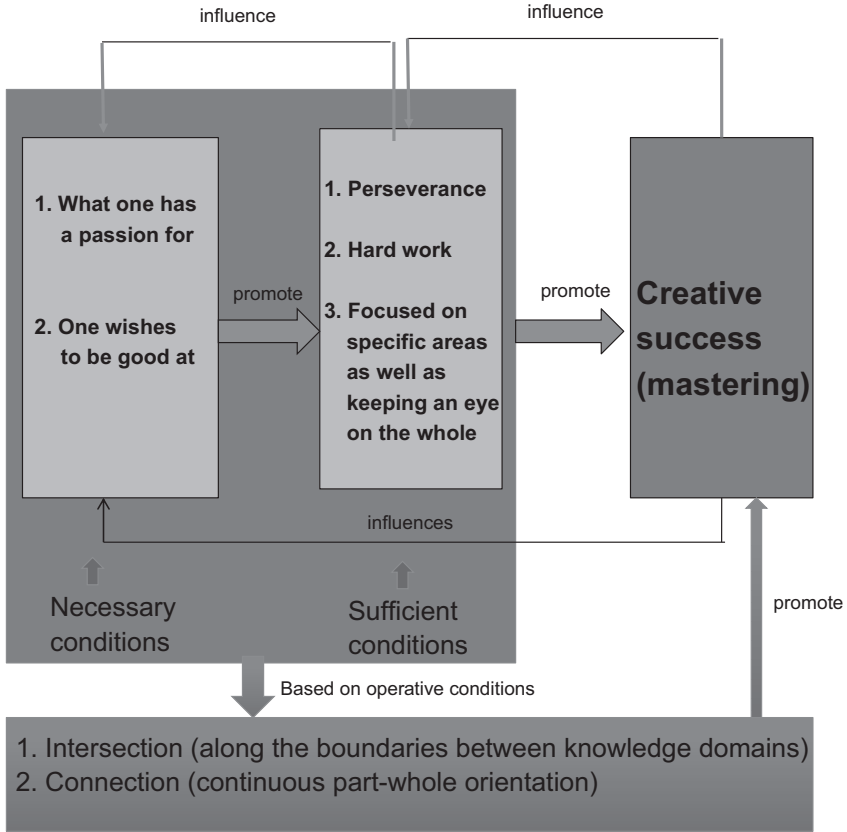 influence
influence
1. What one has
a passion for
2. One wishes
to be good at
promote
1. Perseverance
2. Hard work
3. Focused on
specific areas
as well as
keeping an eye
on the whole
promote
Creative
success
(mastering)
influences
Necessary
conditions
Sufficient
conditions
promote
Based on operative conditions
1. Intersection (along the boundaries between knowledge domains)
2. Connection (continuous part-whole orientation)